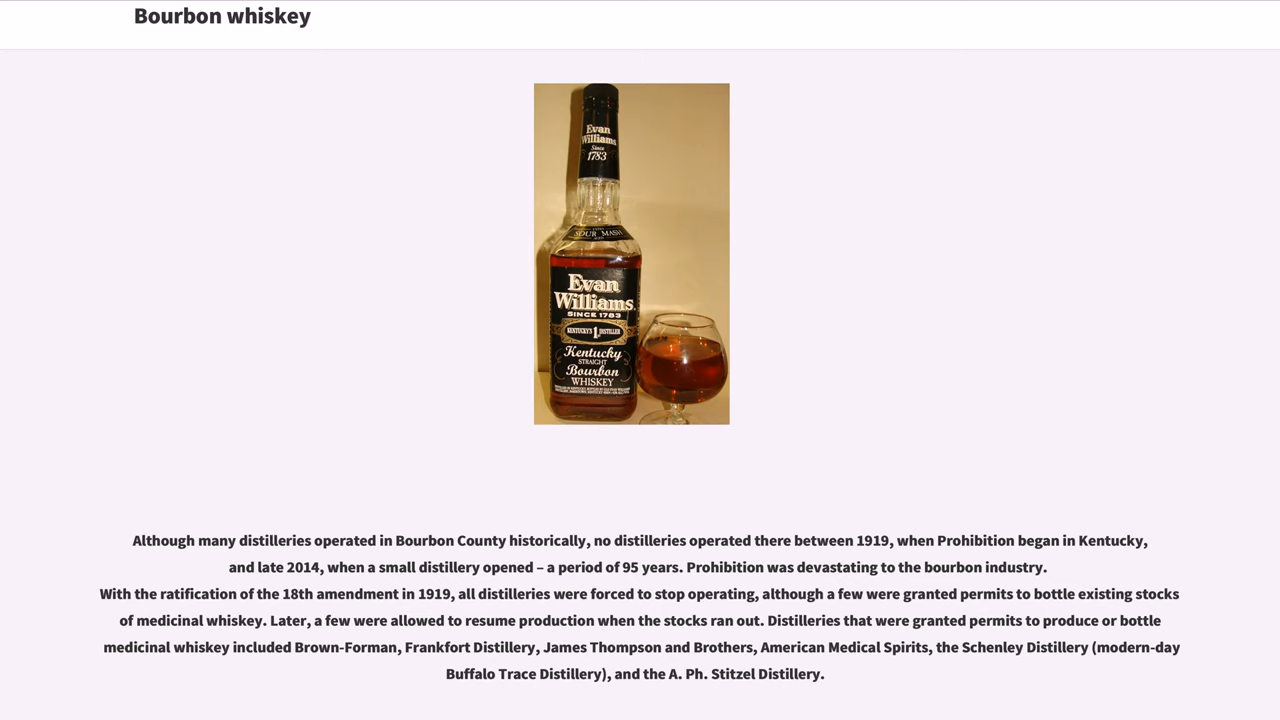 Bourbon whiskey
Evan
Williams
Since
1783
SOUR MASH
Evan
Williams
SINCE 1783
KENTUCKY'S 1st DISTILLER
Kentucky
STRAIGHT
Bourbon
WHISKEY
Although many distilleries operated in Bourbon County historically, no distilleries operated there between 1919, when Prohibition began in Kentucky,
and late 2014, when a small distillery opened – a period of 95 years. Prohibition was devastating to the bourbon industry.
With the ratification of the 18th amendment in 1919, all distilleries were forced to stop operating, although a few were granted permits to bottle existing stocks
of medicinal whiskey. Later, a few were allowed to resume production when the stocks ran out. Distilleries that were granted permits to produce or bottle
medicinal whiskey included Brown-Forman, Frankfort Distillery, James Thompson and Brothers, American Medical Spirits, the Schenley Distillery (modern-day
Buffalo Trace Distillery), and the A. Ph. Stitzel Distillery.